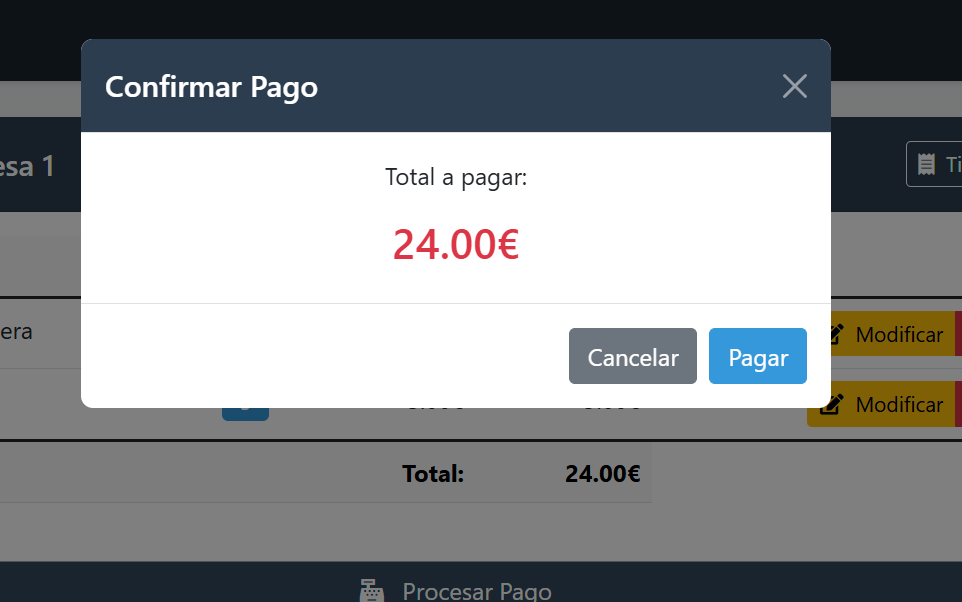 Confirmar Pago
esa 1
Ti
Total a pagar:
24.00€
era
Modificar
Cancelar
Pagar
Modificar
Total:
24.00€
Procesar Pago